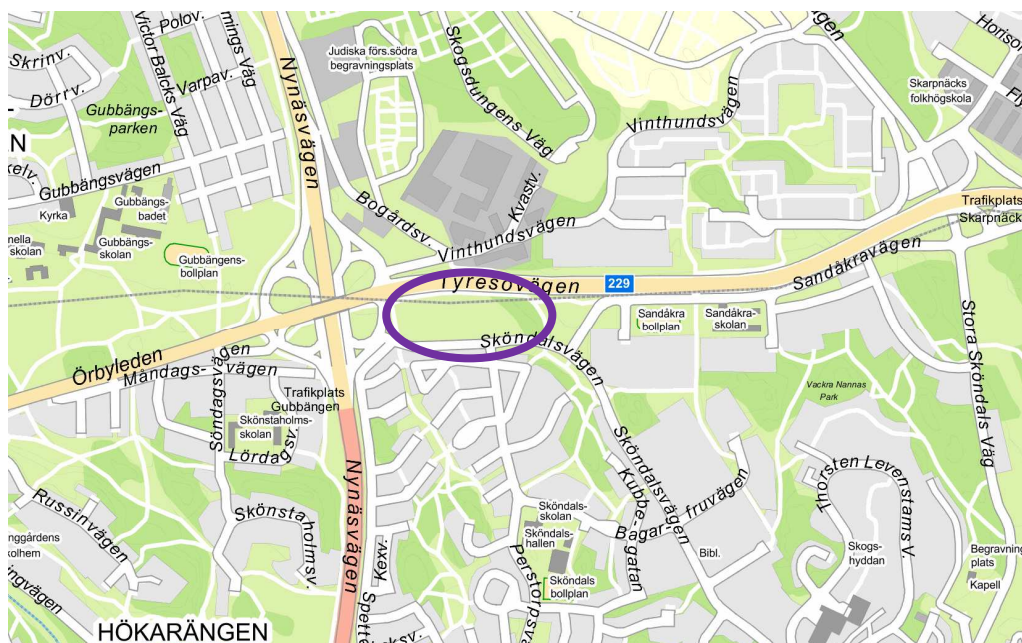 Polov.
Skrinv.
Dörrv.
Victor Balcks Väg
Varpav.
Gubbängs-
parken
N
Gubbängsvägen
Kyrka
Gubbängs-
badet
Gubbängs-
skolan
Gubbängens
bollplan
Nynäsvägen
Judiska förs.södra
begravningsplats
Skogsdungens Väg
Kvastv.
Bogårdsv.
Vinthundsvägen
Vinthundsvägen
Skarpnäcks
folkhögskola
Trafikplats
Skarpnäck
Tyresövägen
229
Sandåkravägen
Sandåkra
bollplan
Sandåkra-
skolan
Stora Sköndals Väg
Örbyleden
Måndags-
vägen
Söndagsvägen
Trafikplats
Gubbängen
Skönstaholms-
skolan
Lördagsv.
Sköndalsvägen
Sköndalsvägen
Vackra Nannas
Park
Thorsten Levenstams V.
Nynäsvägen
Russinvägen
Skönstaholmsv.
Kexv.
Perstorpsv
Sköndals-
skolan
Sköndals-
hallen
Sköndals
bollplan
Kubbe-
gatan
Bagar-
fruvägen
Bibl.
Skogs-
hyddan
Begravning
plats
Kapell
HÖKARÄNGEN